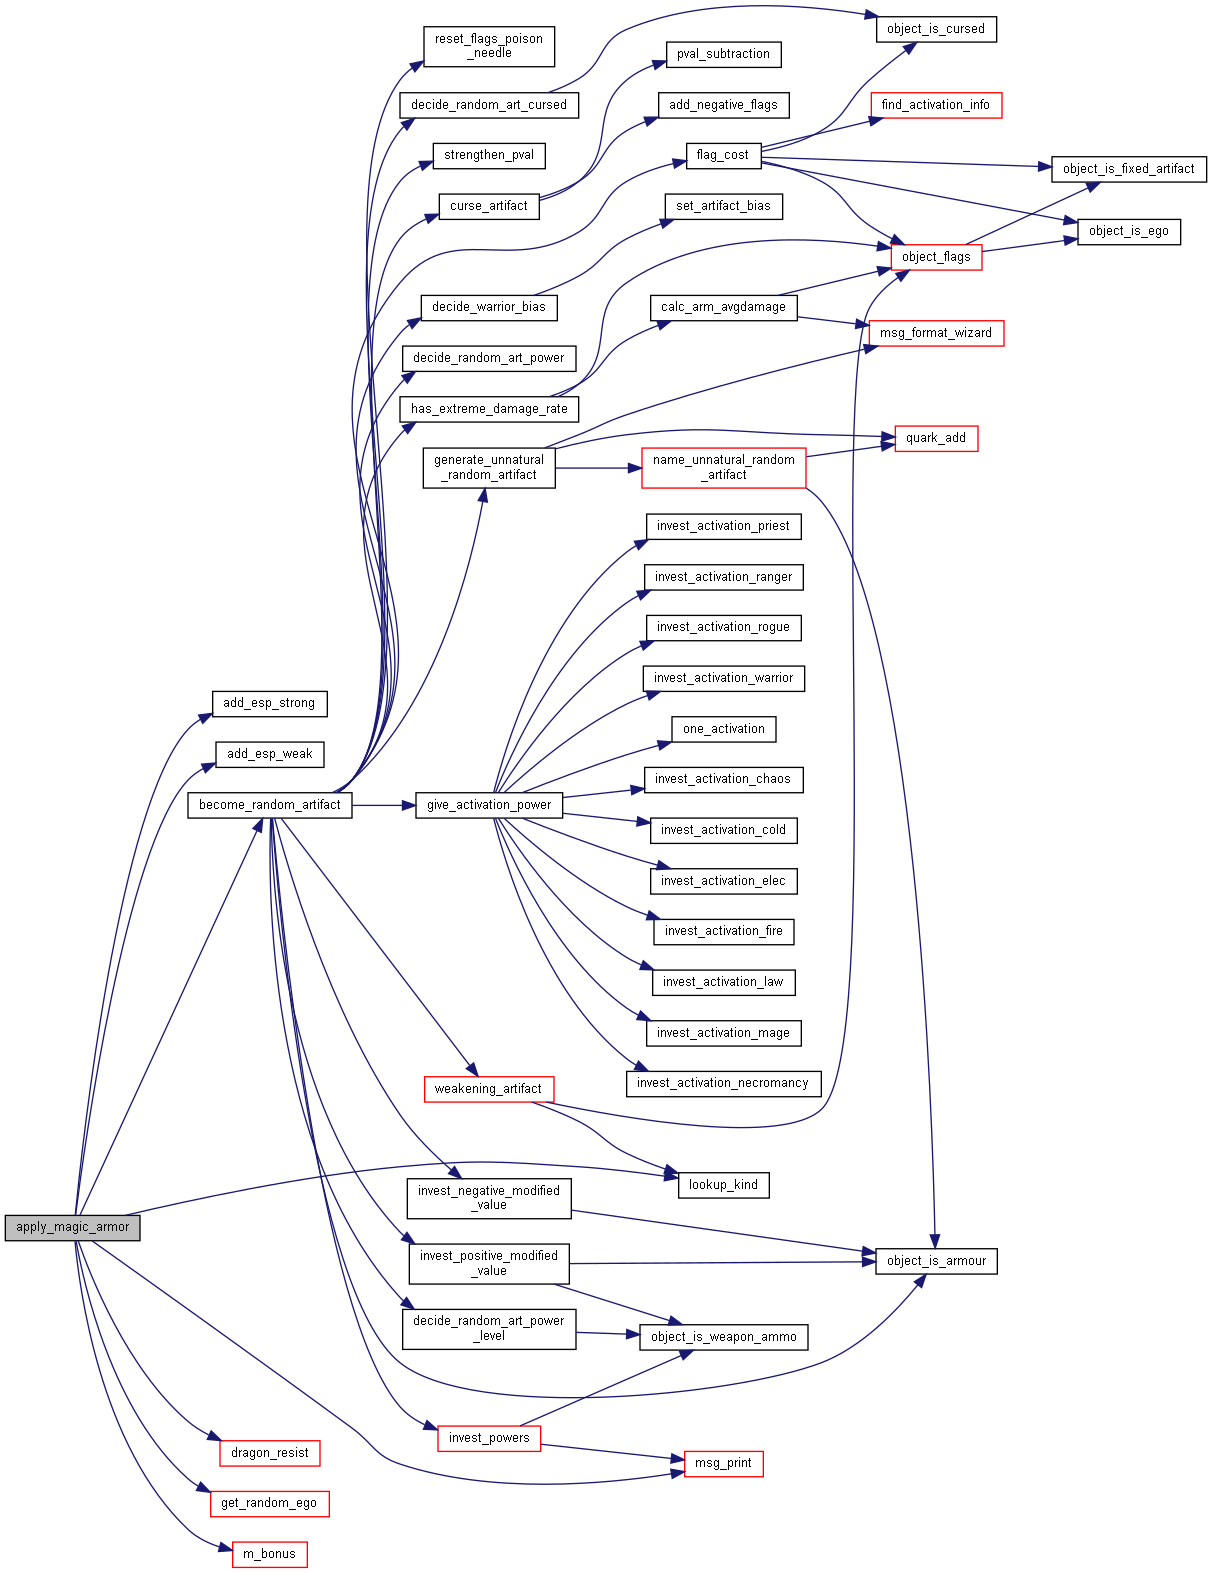 reset_flags_poison
_needle
object_is_cursed
pval_subtraction
decide_random_art_cursed
add_negative_flags
find_activation_info
strengthen_pval
flag_cost
object_is_fixed_artifact
curse_artifact
set_artifact_bias
object_is_ego
object_flags
decide_warrior_bias
calc_arm_avgdamage
msg_format_wizard
decide_random_art_power
has_extreme_damage_rate
quark_add
generate_unnatural
_random_artifact
name_unnatural_random
_artifact
invest_activation_priest
invest_activation_ranger
invest_activation_rogue
invest_activation_warrior
add_esp_strong
one_activation
add_esp_weak
invest_activation_chaos
become_random_artifact
give_activation_power
invest_activation_cold
invest_activation_elec
invest_activation_fire
invest_activation_law
invest_activation_mage
invest_activation_necromancy
weakening_artifact
lookup_kind
invest_negative_modified
_value
apply_magic_armor
invest_positive_modified
_value
object_is_armour
decide_random_art_power
_level
object_is_weapon_ammo
invest_powers
dragon_resist
msg_print
get_random_ego
m_bonus